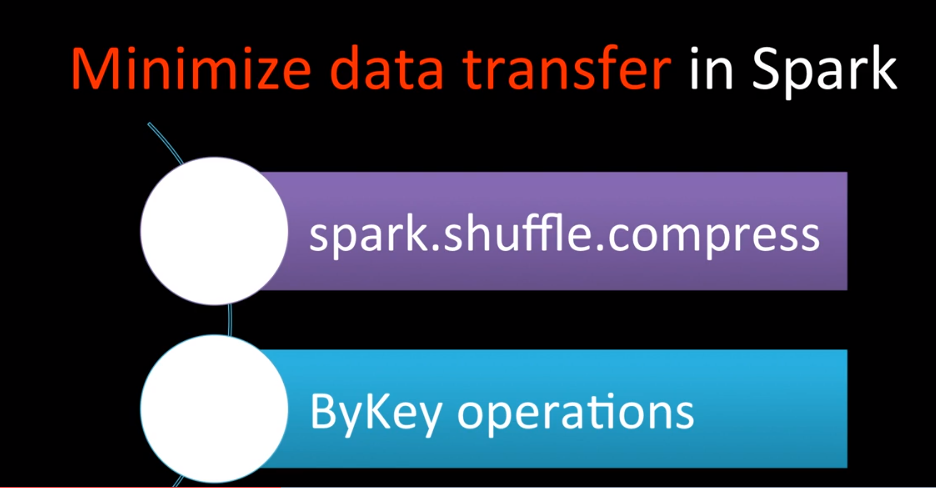 Minimize data transfer in Spark
spark.shuffle.compress
ByKey operations